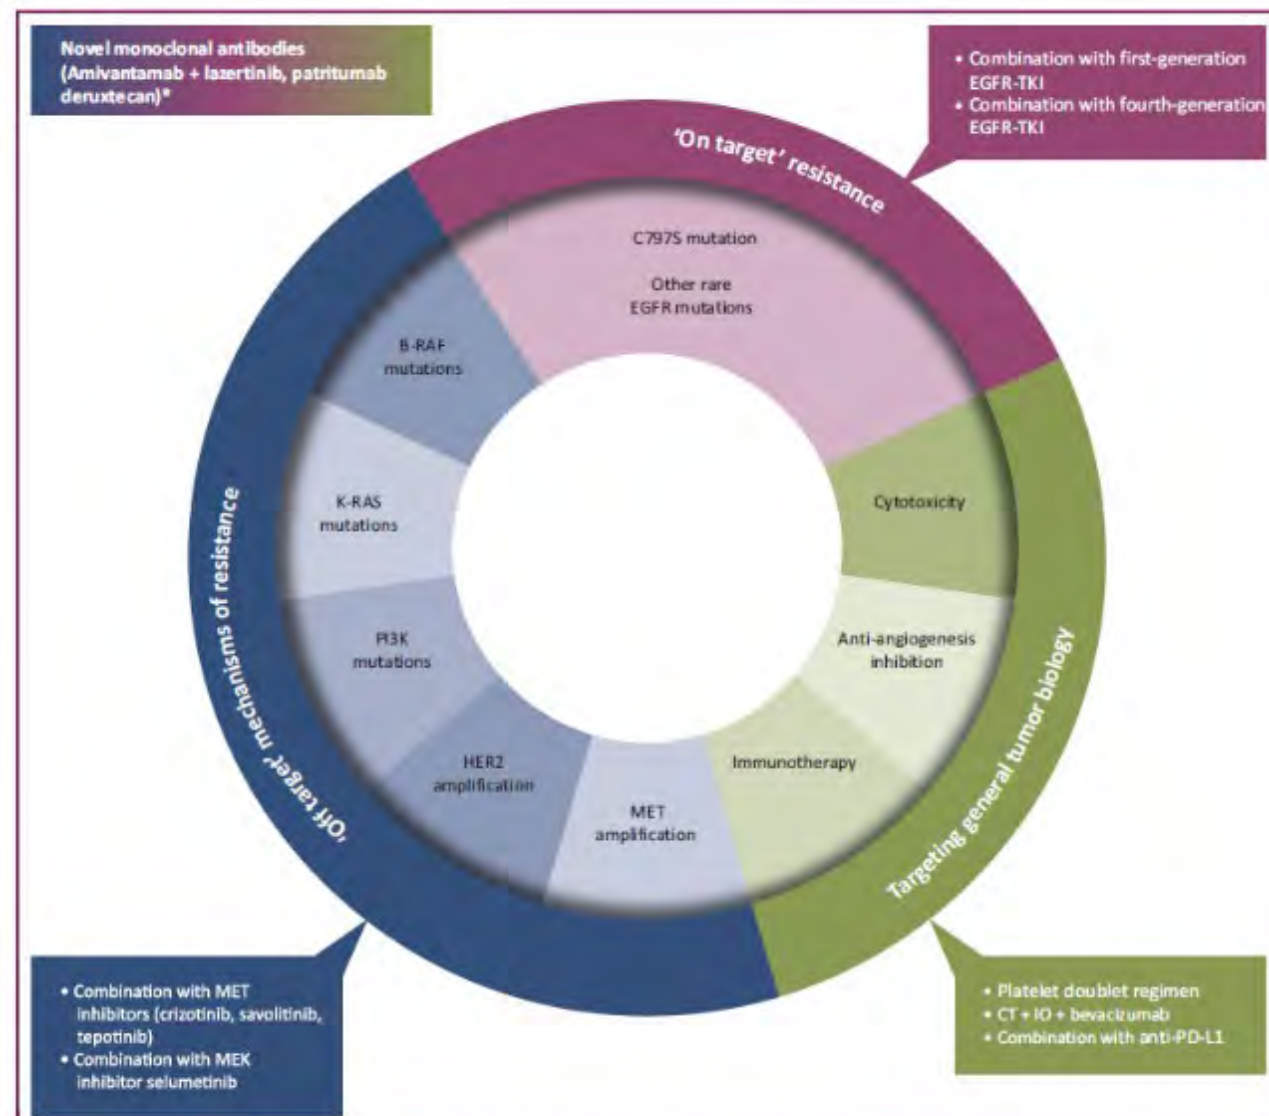 Novel monoclonal antibodies
(Amivantamab + lazertinib, patritumab
deruxtecan)*
• Combination with first-generation
EGFR-TKI
• Combination with fourth-generation
EGFR-TKI
'On target' resistance
C797S mutation
Other rare
EGFR mutations
B-RAF
mutations
K-RAS
mutations
PI3K
mutations
HER2
amplification
MET
amplification
'Off target' mechanisms of resistance
Cytotoxicity
Anti-angiogenesis
inhibition
Immunotherapy
Targeting general tumor biology
• Combination with MET
inhibitors (crizotinib, savolitinib,
tepotinib)
• Combination with MEK
inhibitor selumetinib
• Platelet doublet regimen
• CT + IO + bevacizumab
• Combination with anti-PD-L1